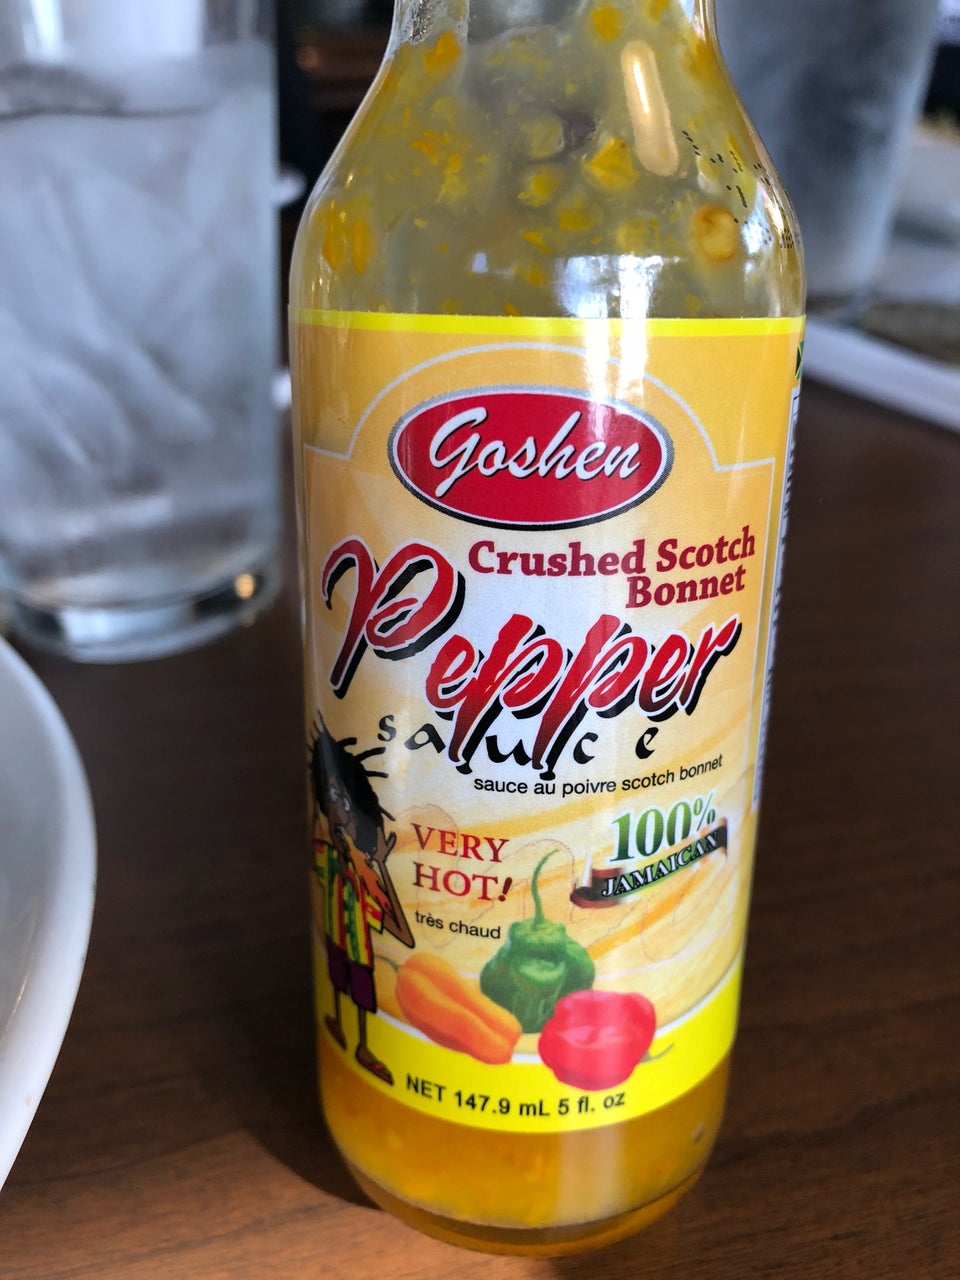 Goshen
Crushed Scotch
Bonnet
Pepper
sauce
sauce au poivre scotch bonnet
100%
JAMAICAN
VERY
HOT!
très chaud
NET 147.9 mL 5 fl. oz